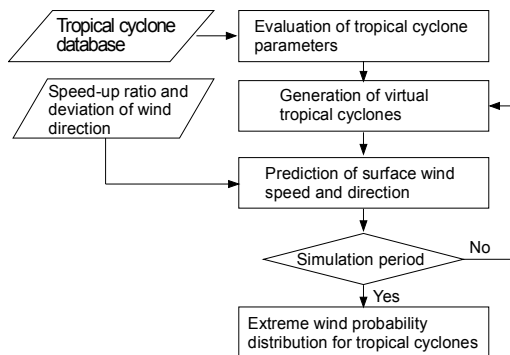 Tropical cyclone
database
Evaluation of tropical cyclone
parameters
Speed-up ratio and
deviation of wind
direction
Generation of virtual
tropical cyclones
Prediction of surface wind
speed and direction
Simulation period
No
Yes
Extreme wind probability
distribution for tropical cyclones